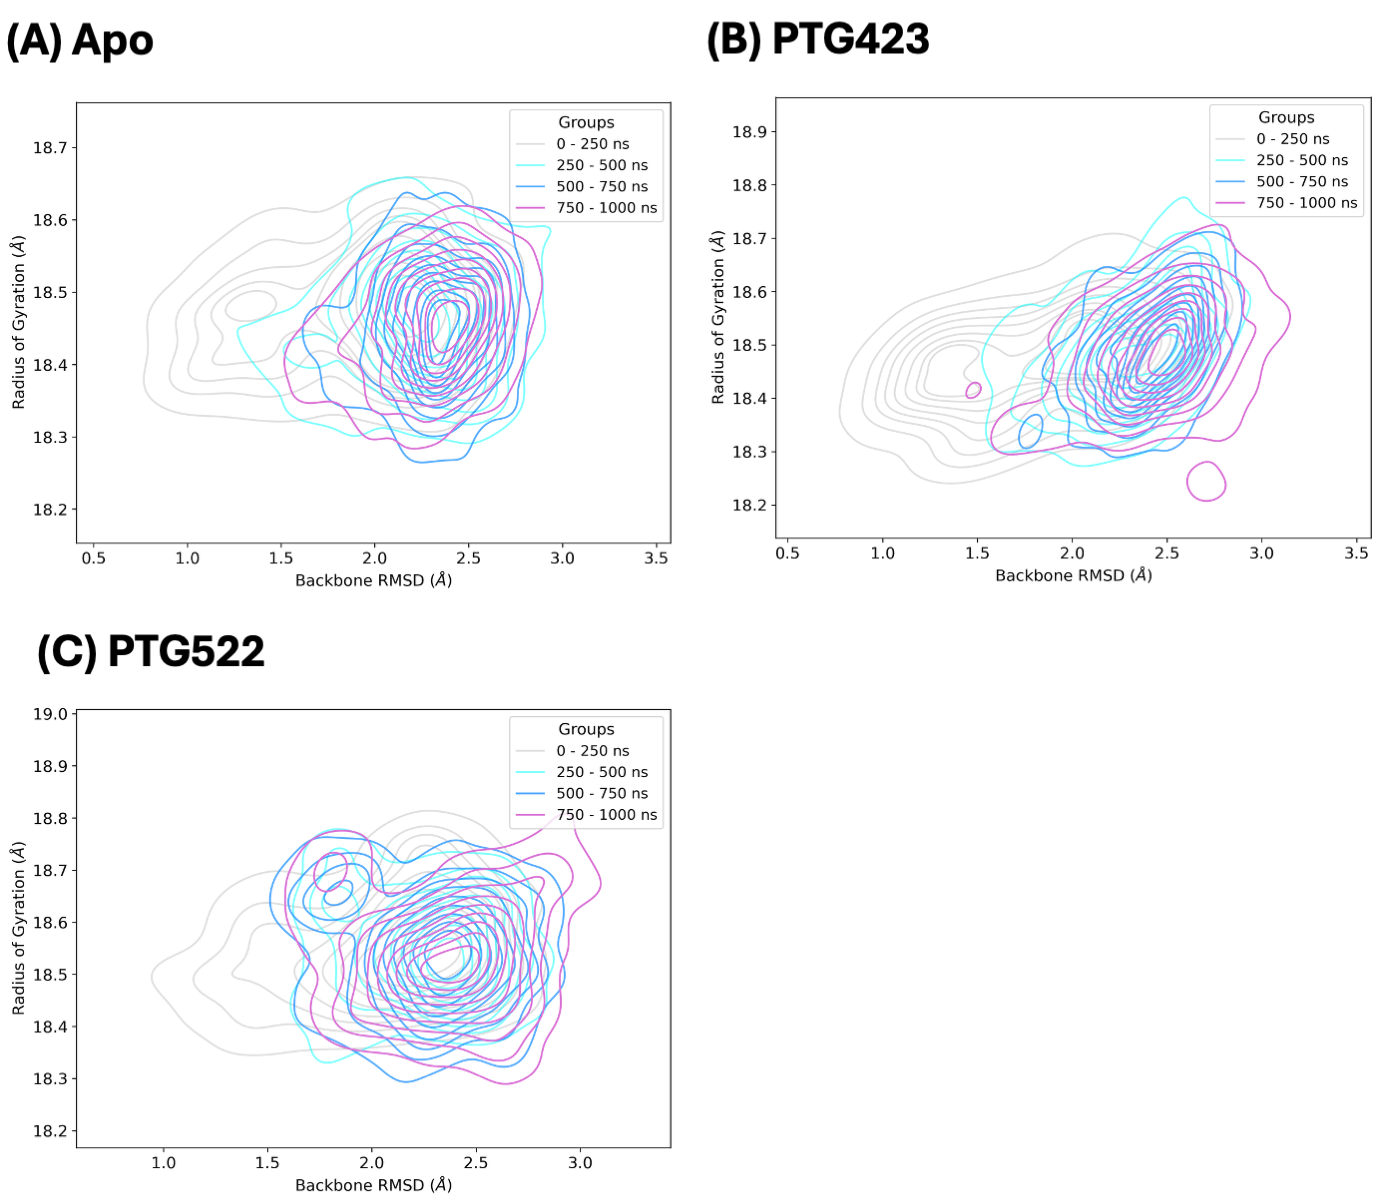 (A) Apo
Groups
0 - 250 ns
250 - 500 ns
500 - 750 ns
750 - 1000 ns
18.7
18.6
18.5
18.4
18.3
18.2
Radius of Gyration (Å)
0.5 1.0 1.5 2.0 2.5 3.0 3.5
Backbone RMSD (Å)
(B) PTG423
Groups
0 - 250 ns
250 - 500 ns
500 - 750 ns
750 - 1000 ns
18.9
18.8
18.7
18.6
18.5
18.4
18.3
18.2
Radius of Gyration (Å)
0.5 1.0 1.5 2.0 2.5 3.0 3.5
Backbone RMSD (Å)
(C) PTG522
Groups
0 - 250 ns
250 - 500 ns
500 - 750 ns
750 - 1000 ns
19.0
18.9
18.8
18.7
18.6
18.5
18.4
18.3
18.2
Radius of Gyration (Å)
1.0 1.5 2.0 2.5 3.0
Backbone RMSD (Å)